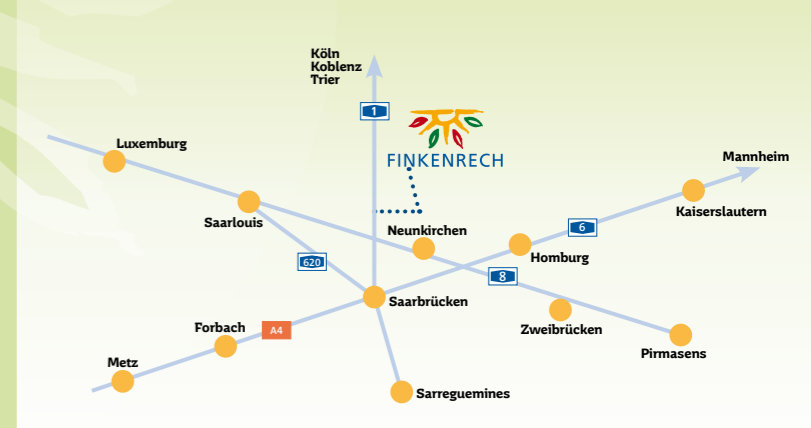 Köln
Koblenz
Trier
1
FINKENRECH
Luxemburg
Mannheim
Kaiserslautern
Saarlouis
Neunkirchen
6
Homburg
620
8
Saarbrücken
Zweibrücken
Forbach
A4
Pirmasens
Metz
Sarreguemines